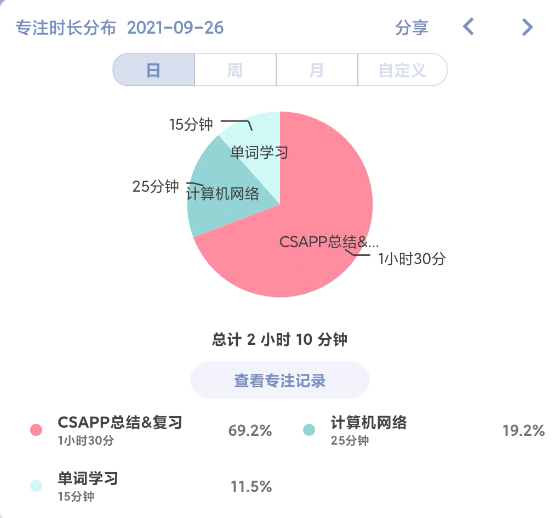 专注时长分布 2021-09-26 分享
日 周 月 自定义
15分钟
单词学习
25分钟
计算机网络
CSAPP总结&...
1小时30分
总计 2 小时 10 分钟
查看专注记录
CSAPP总结&复习
1小时30分
69.2%
计算机网络
25分钟
19.2%
单词学习
15分钟
11.5%